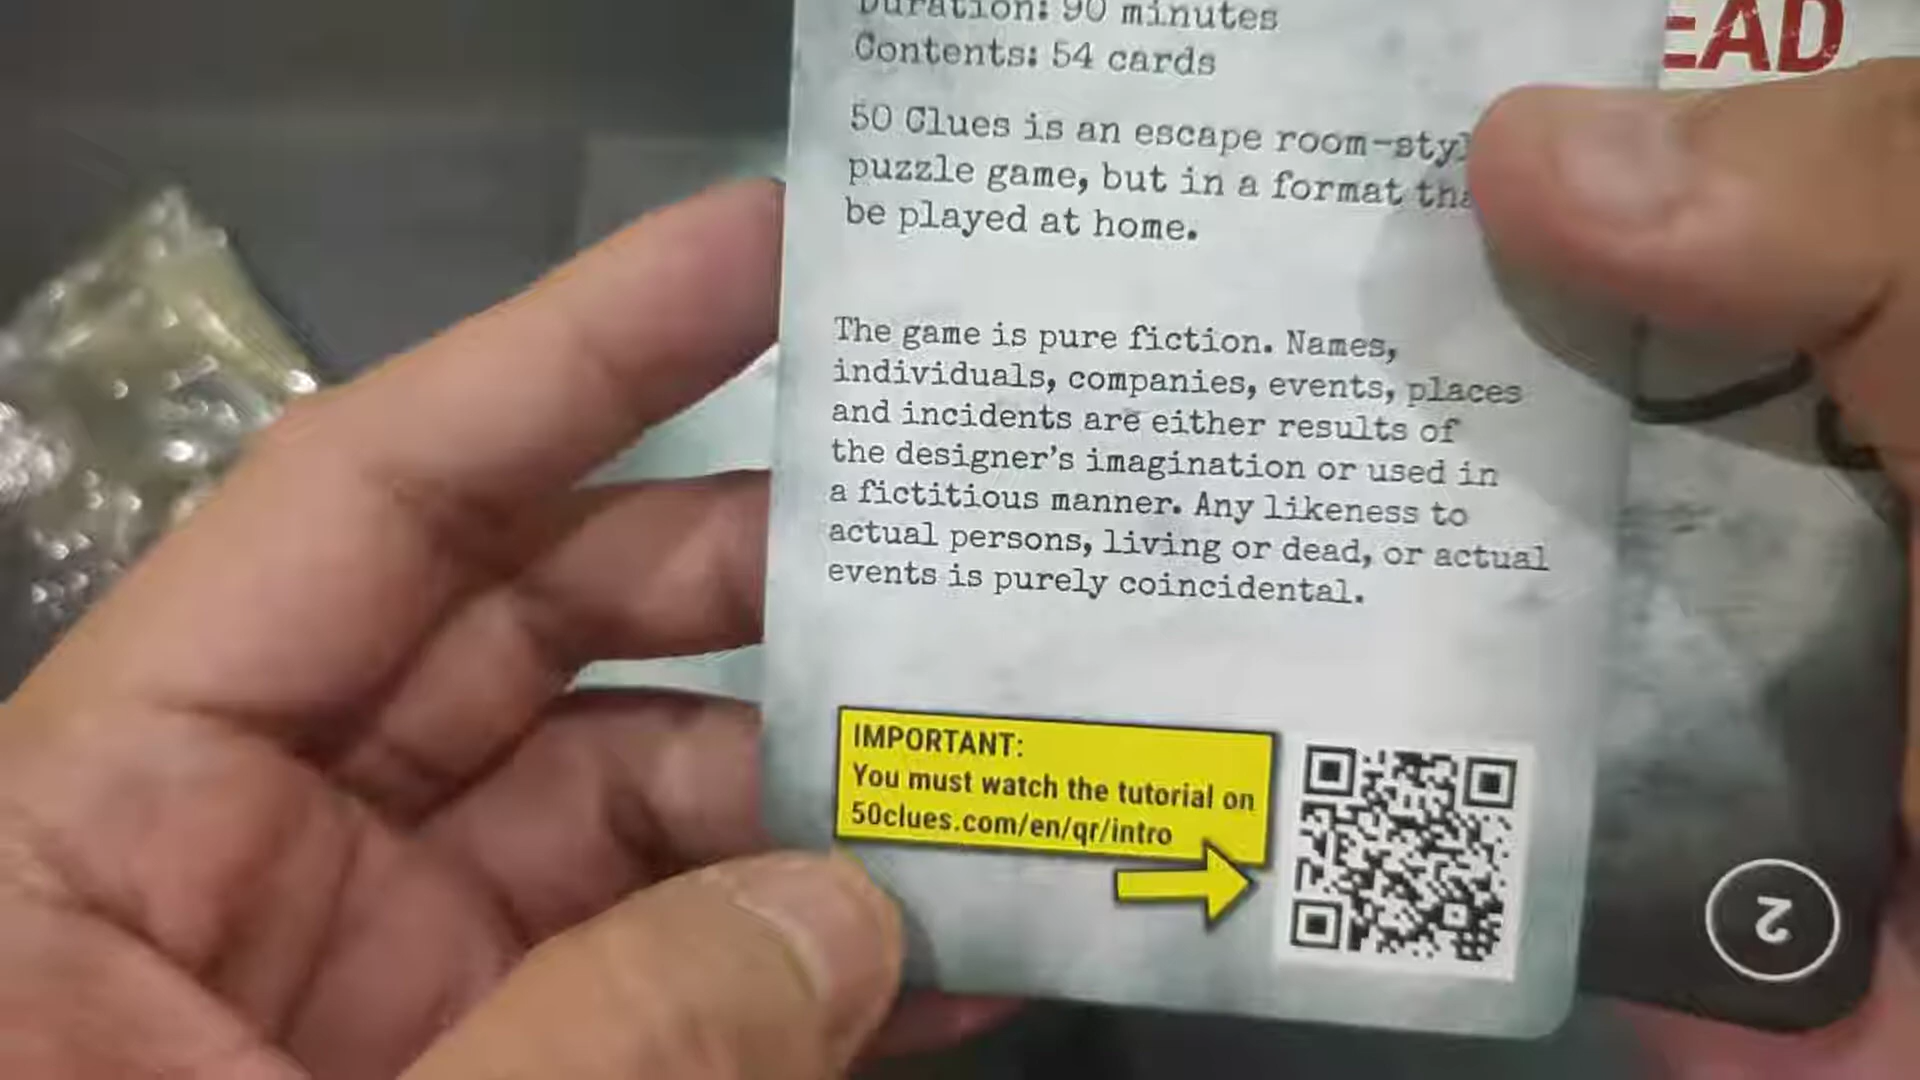 Duration: 90 minutes
Contents: 54 cards
50 Clues is an escape room-styl
puzzle game, but in a format tha
be played at home.
The game is pure fiction. Names,
individuals, companies, events, places
and incidents are either results of
the designer's imagination or used in
a fictitious manner. Any likeness to
actual persons, living or dead, or actual
events is purely coincidental.
IMPORTANT:
You must watch the tutorial on
50clues.com/en/qr/intro
EAD
2